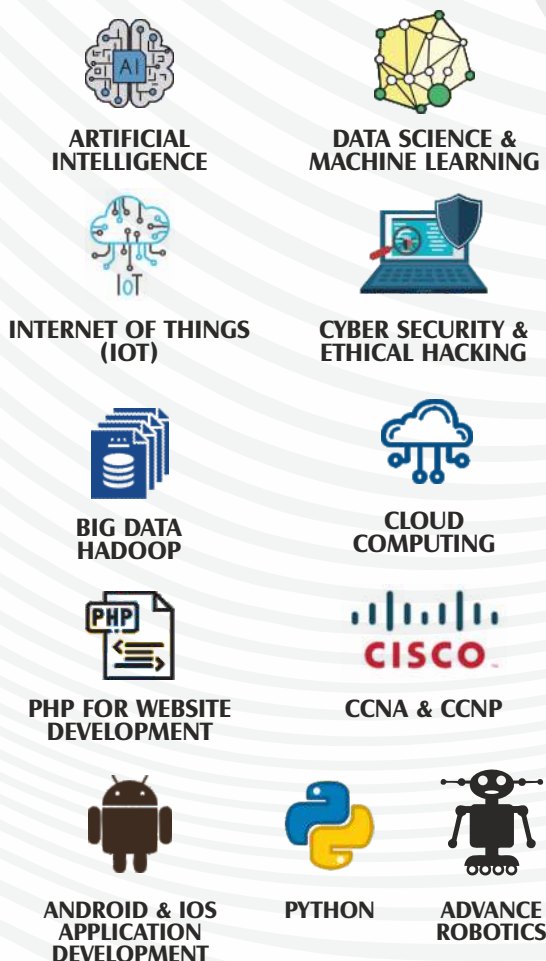 AI
ARTIFICIAL
INTELLIGENCE
DATA SCIENCE &
MACHINE LEARNING
IoT
INTERNET OF THINGS
(IOT)
CYBER SECURITY &
ETHICAL HACKING
BIG DATA
HADOOP
CLOUD
COMPUTING
PHP
PHP FOR WEBSITE
DEVELOPMENT
CISCO
CCNA & CCNP
ANDROID & IOS
APPLICATION
DEVELOPMENT
PYTHON
ADVANCE
ROBOTICS